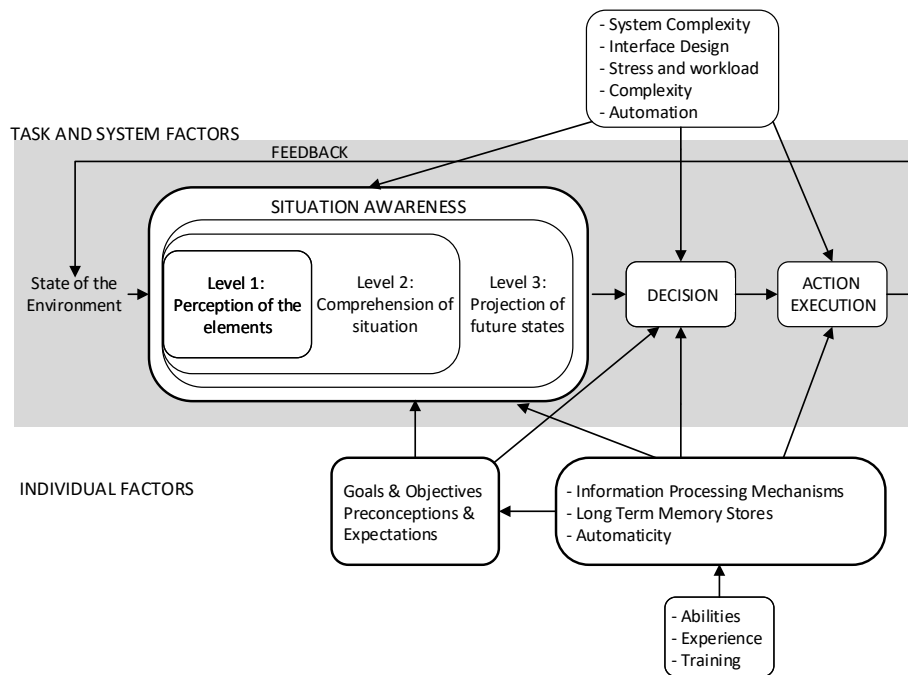 - System Complexity
- Interface Design
- Stress and workload
- Complexity
- Automation
TASK AND SYSTEM FACTORS
FEEDBACK
SITUATION AWARENESS
State of the
Environment
Level 1:
Perception of the
elements
Level 2:
Comprehension of
situation
Level 3:
Projection of
future states
DECISION
ACTION
EXECUTION
INDIVIDUAL FACTORS
Goals & Objectives
Preconceptions &
Expectations
- Information Processing Mechanisms
- Long Term Memory Stores
- Automaticity
- Abilities
- Experience
- Training